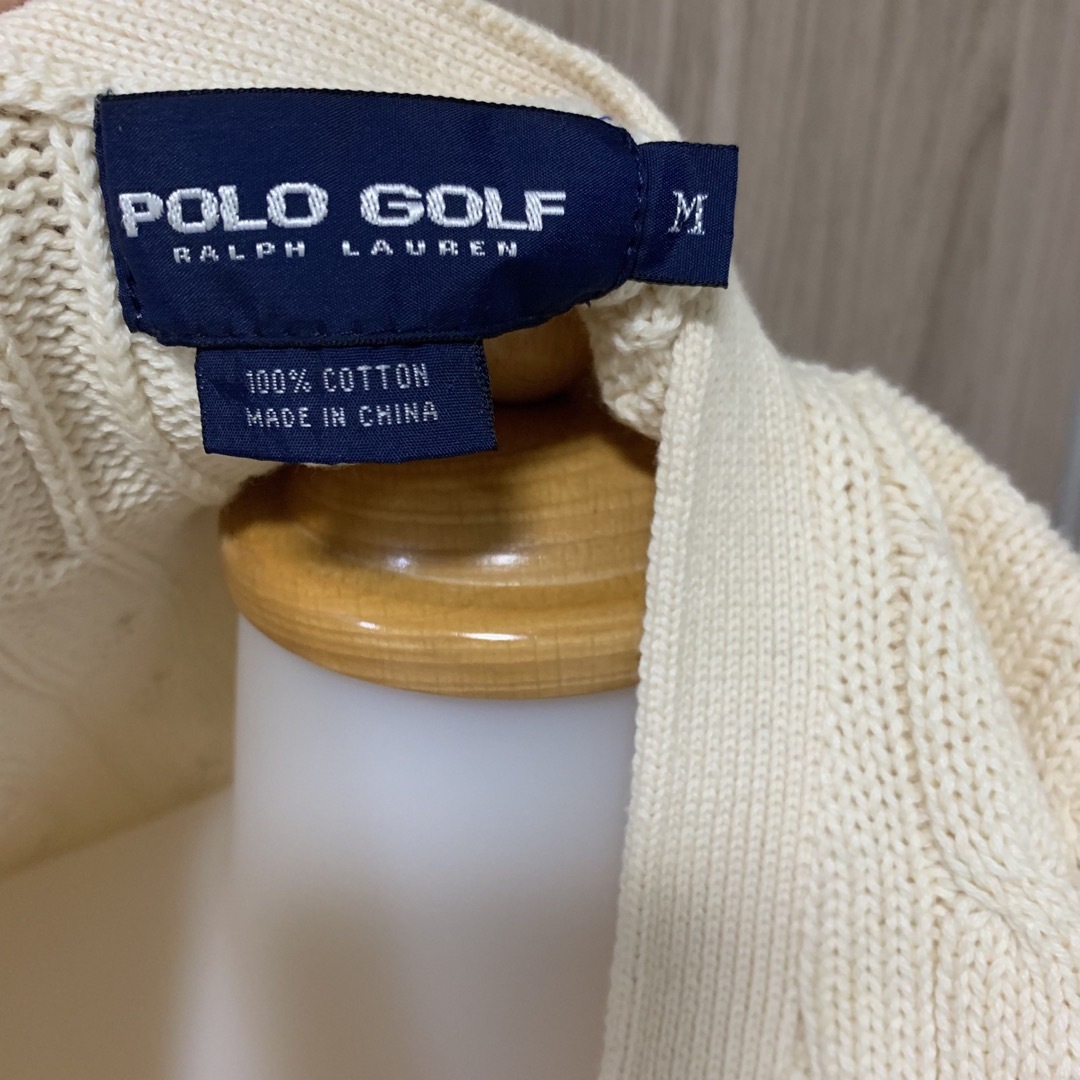 POLO GOLF
RALPH LAUREN
M
100% COTTON
MADE IN CHINA